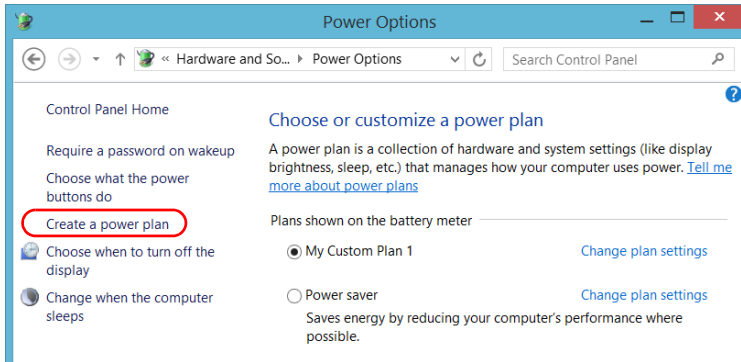 Power Options
« Hardware and So... Power Options
Search Control Panel
Control Panel Home
Require a password on wakeup
Choose what the power
buttons do
Create a power plan
Choose when to turn off the
display
Change when the computer
sleeps
Choose or customize a power plan
A power plan is a collection of hardware and system settings (like display
brightness, sleep, etc.) that manages how your computer uses power. Tell me
more about power plans
Plans shown on the battery meter
My Custom Plan 1 Change plan settings
Power saver Change plan settings
Saves energy by reducing your computer's performance where
possible.